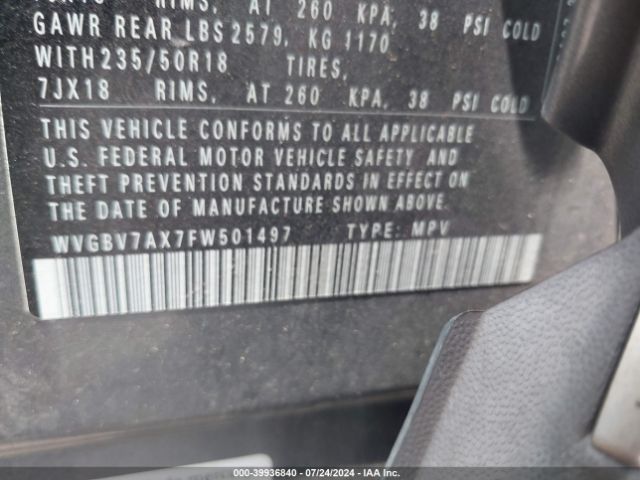 RIMS, AT 260 KPA, 38 PSI COLD
GAWR REAR LBS 2579, KG 1170
WITH 235/50R18 TIRES,
7JX18 RIMS, AT 260 KPA, 38 PSI COLD
THIS VEHICLE CONFORMS TO ALL APPLICABLE
U.S. FEDERAL MOTOR VEHICLE SAFETY AND
THEFT PREVENTION STANDARDS IN EFFECT ON
THE DATE OF MANUFACTURE SHOWN ABOVE.
WVGBV7AX7FW501497 TYPE: MPV
000-39936840 - 07/24/2024 - IAA Inc.